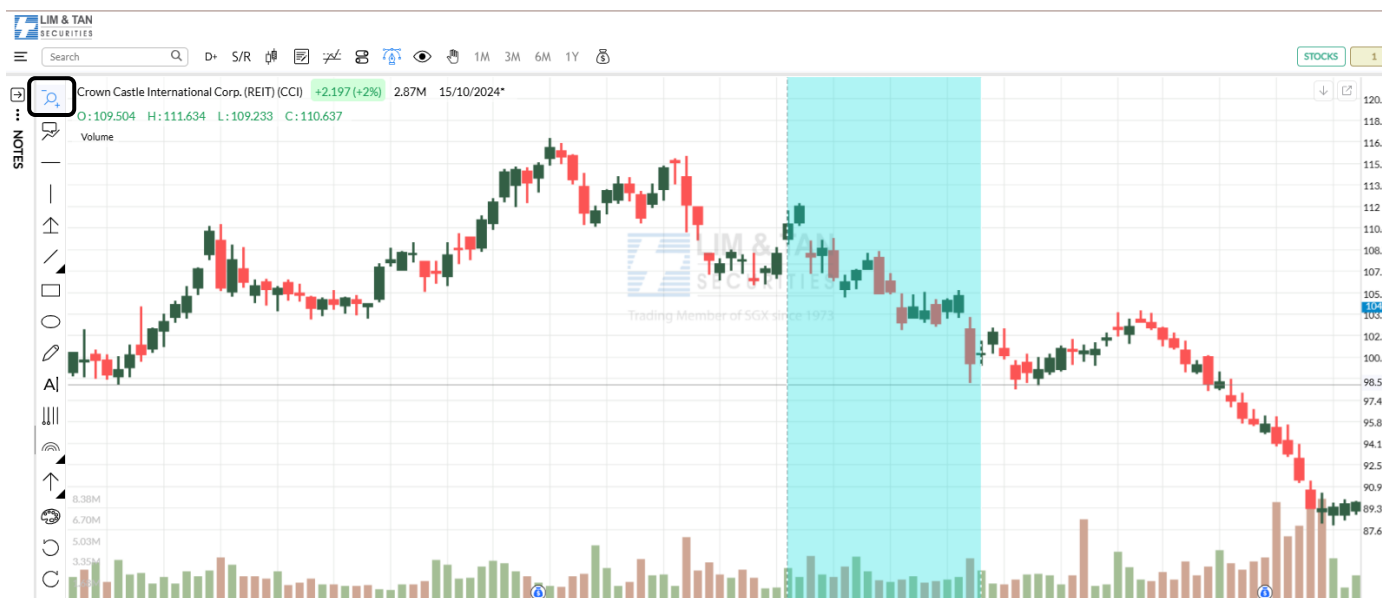 LIM & TAN
SECURITIES
Search D+ S/R 1M 3M 6M 1Y STOCKS 1
Crown Castle International Corp. (REIT) (CCI) +2.197 (+2%) 2.87M 15/10/2024*
O: 109.504 H: 111.634 L: 109.233 C: 110.637
Volume
NOTES
LIM & TAN
SECURITIES
Trading Member of SGX since 1973
A
8.38M
6.70M
5.03M
3.35M
120.
118.
116.
115.
113.
112
110.
108.
107.
105.
104
103.
102.
100.
98.5
97.4
95.8
94.1
92.5
90.9
89.3
87.6